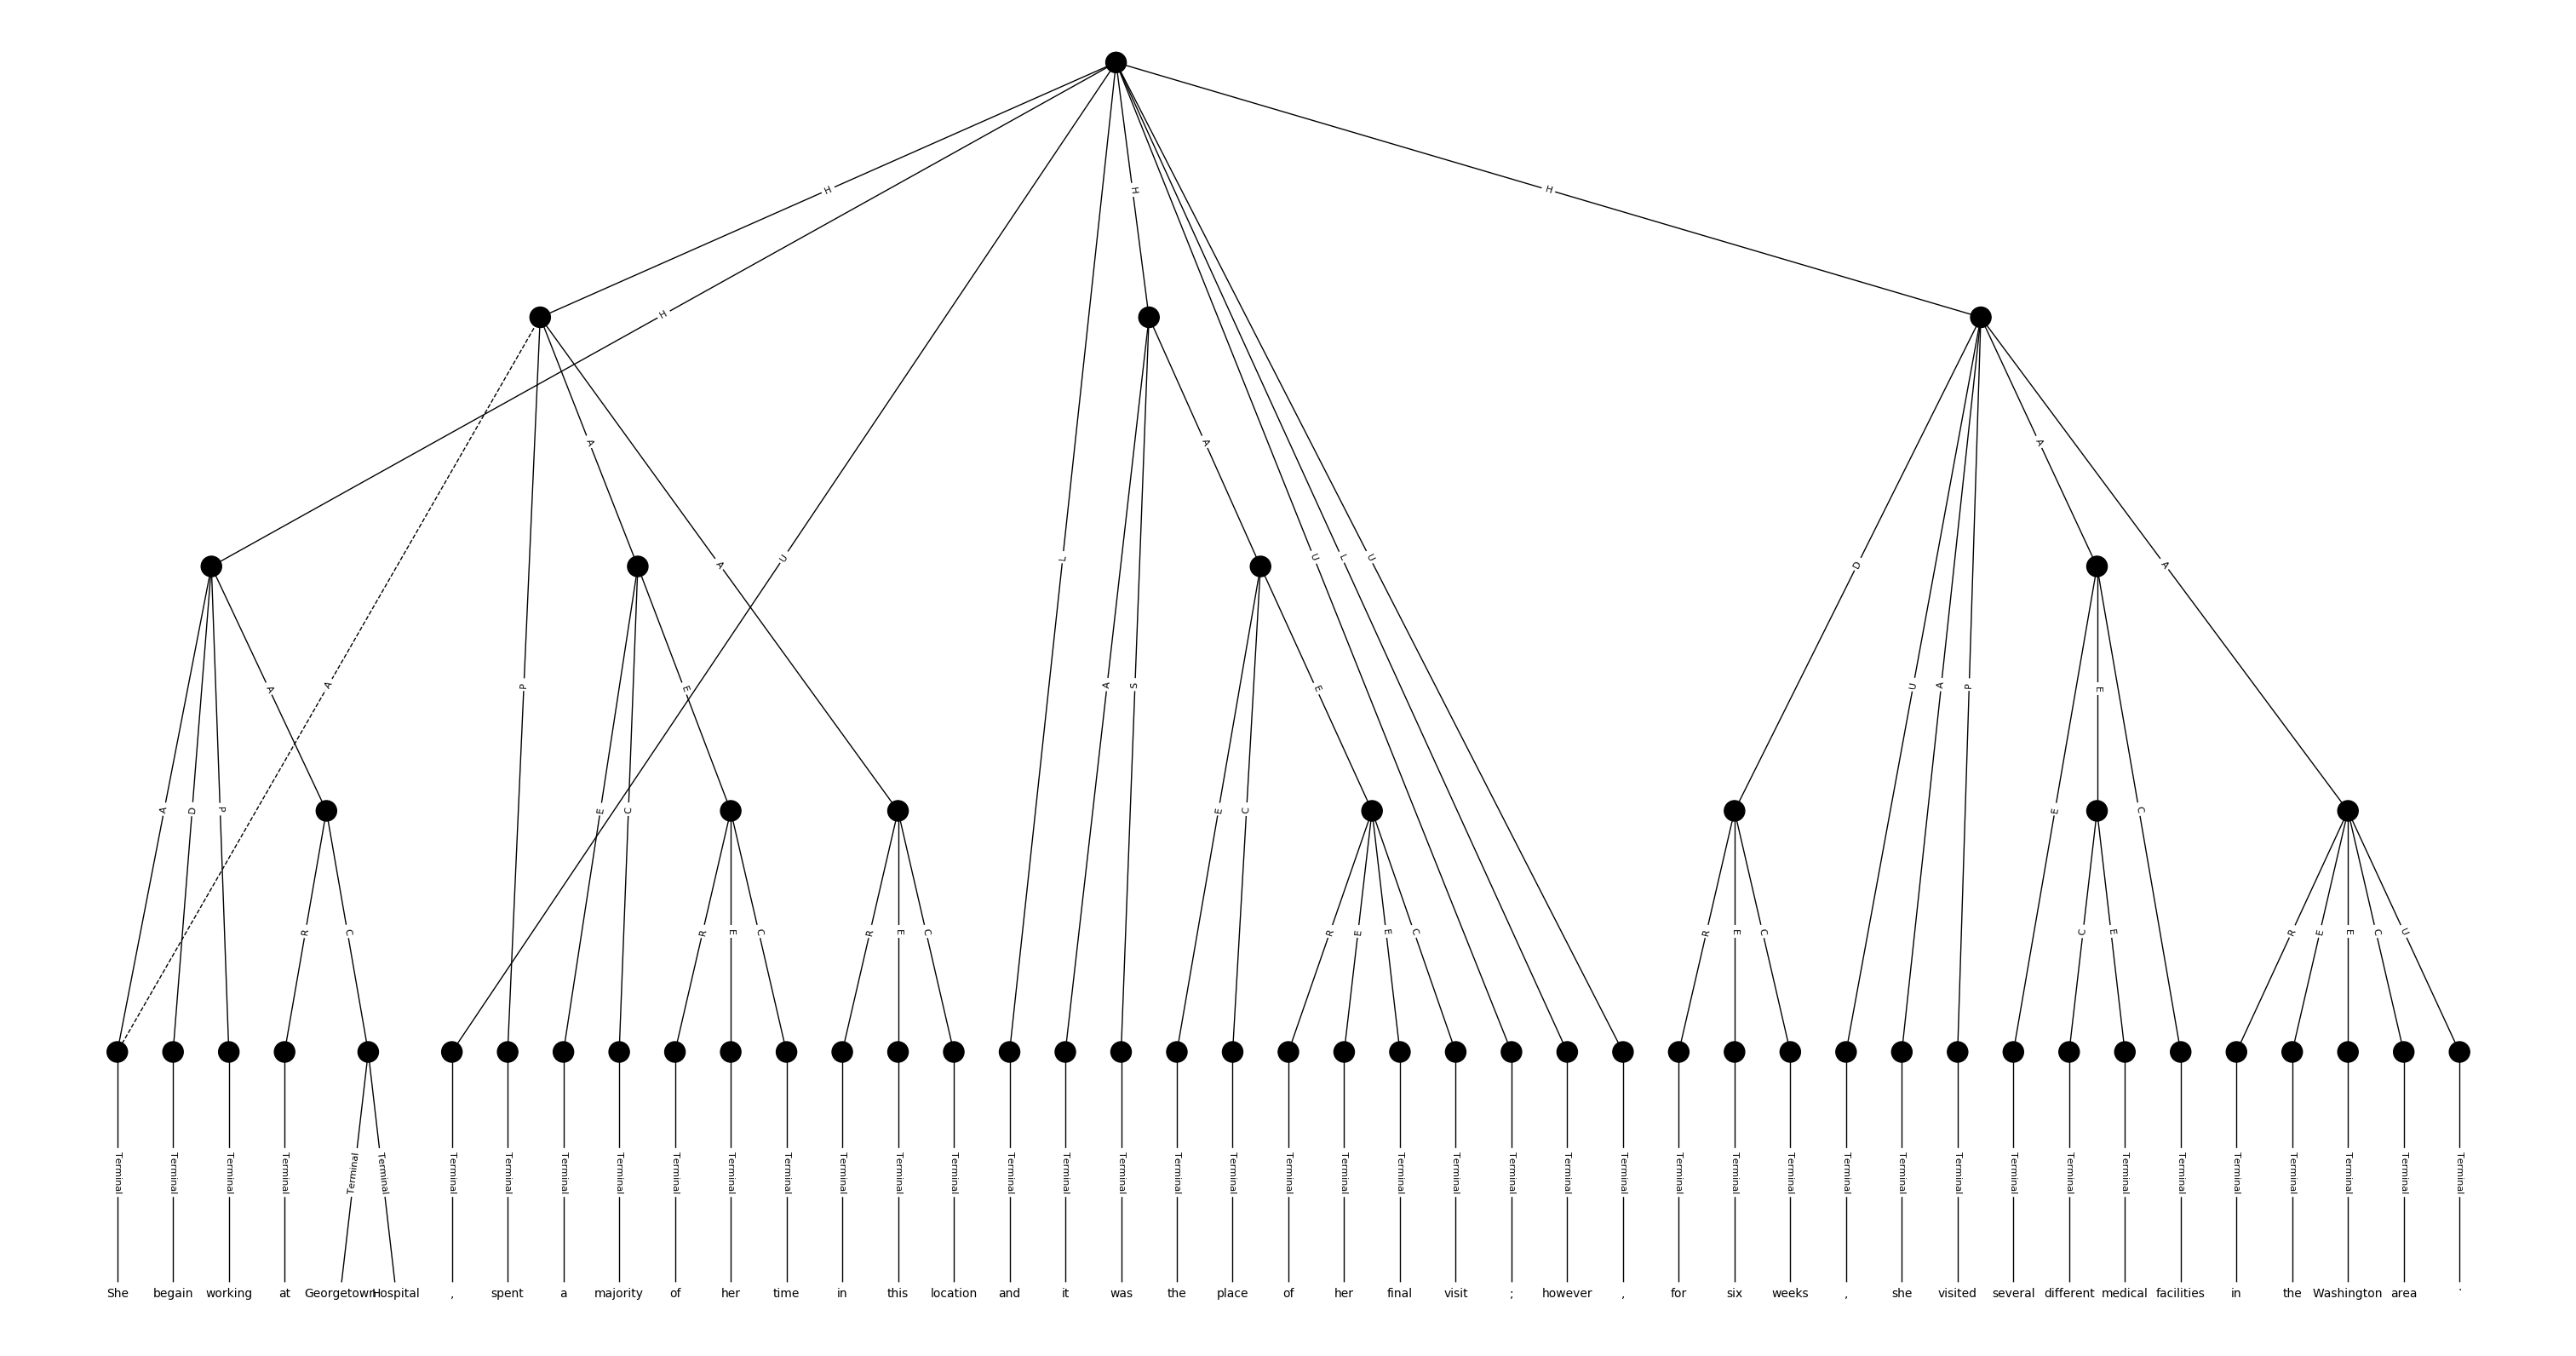 H H U L H U L U H
A P A A
A S A
D U A P A A
A D P A
E C E
E C E
E E C
R C
R E C
R E C
R E E C
R E C
C E
R E E C U
Terminal Terminal Terminal Terminal Terminal Terminal Terminal Terminal Terminal Terminal Terminal Terminal Terminal Terminal Terminal Terminal Terminal Terminal Terminal Terminal Terminal Terminal Terminal Terminal Terminal Terminal Terminal Terminal Terminal Terminal Terminal Terminal Terminal Terminal Terminal Terminal Terminal Terminal Terminal Terminal Terminal Terminal Terminal
She begain working at Georgetown Hospital , spent a majority of her time in this location and it was the place of her final visit ; however , for six weeks , she visited several different medical facilities in the Washington area .